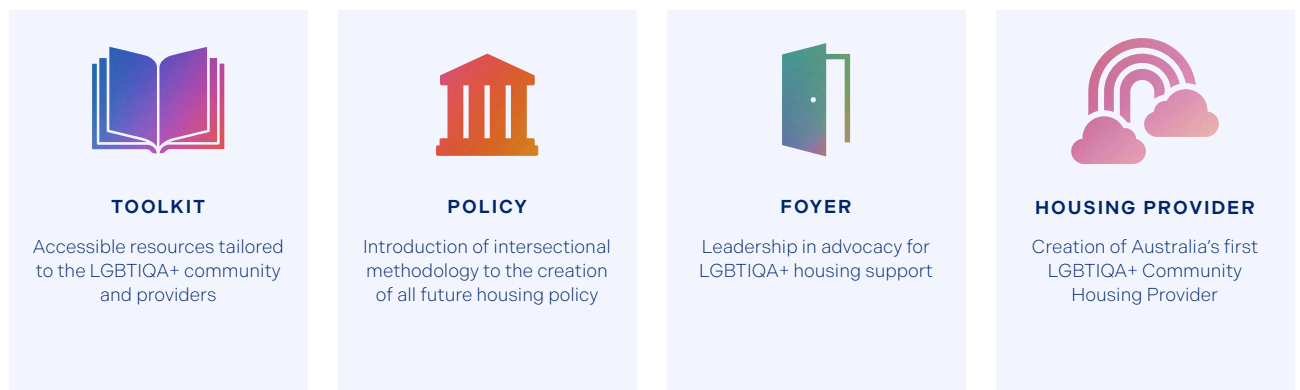 TOOLKIT
Accessible resources tailored
to the LGBTIQA+ community
and providers
POLICY
Introduction of intersectional
methodology to the creation
of all future housing policy
FOYER
Leadership in advocacy for
LGBTIQA+ housing support
HOUSING PROVIDER
Creation of Australia’s first
LGBTIQA+ Community
Housing Provider